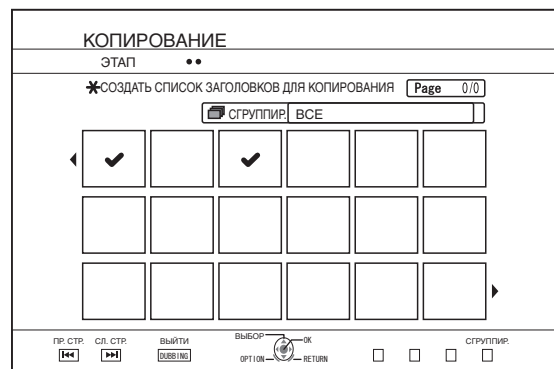 КОПИРОВАНИЕ
ЭТАП
СОЗДАТЬ СПИСОК ЗАГОЛОВКОВ ДЛЯ КОПИРОВАНИЯ Page 0/0
СГРУППИР. ВСЕ
ПР. СТР. СЛ. СТР. ВЫЙТИ ВЫБОР OK СГРУППИР.
DUBBING OPTION RETURN